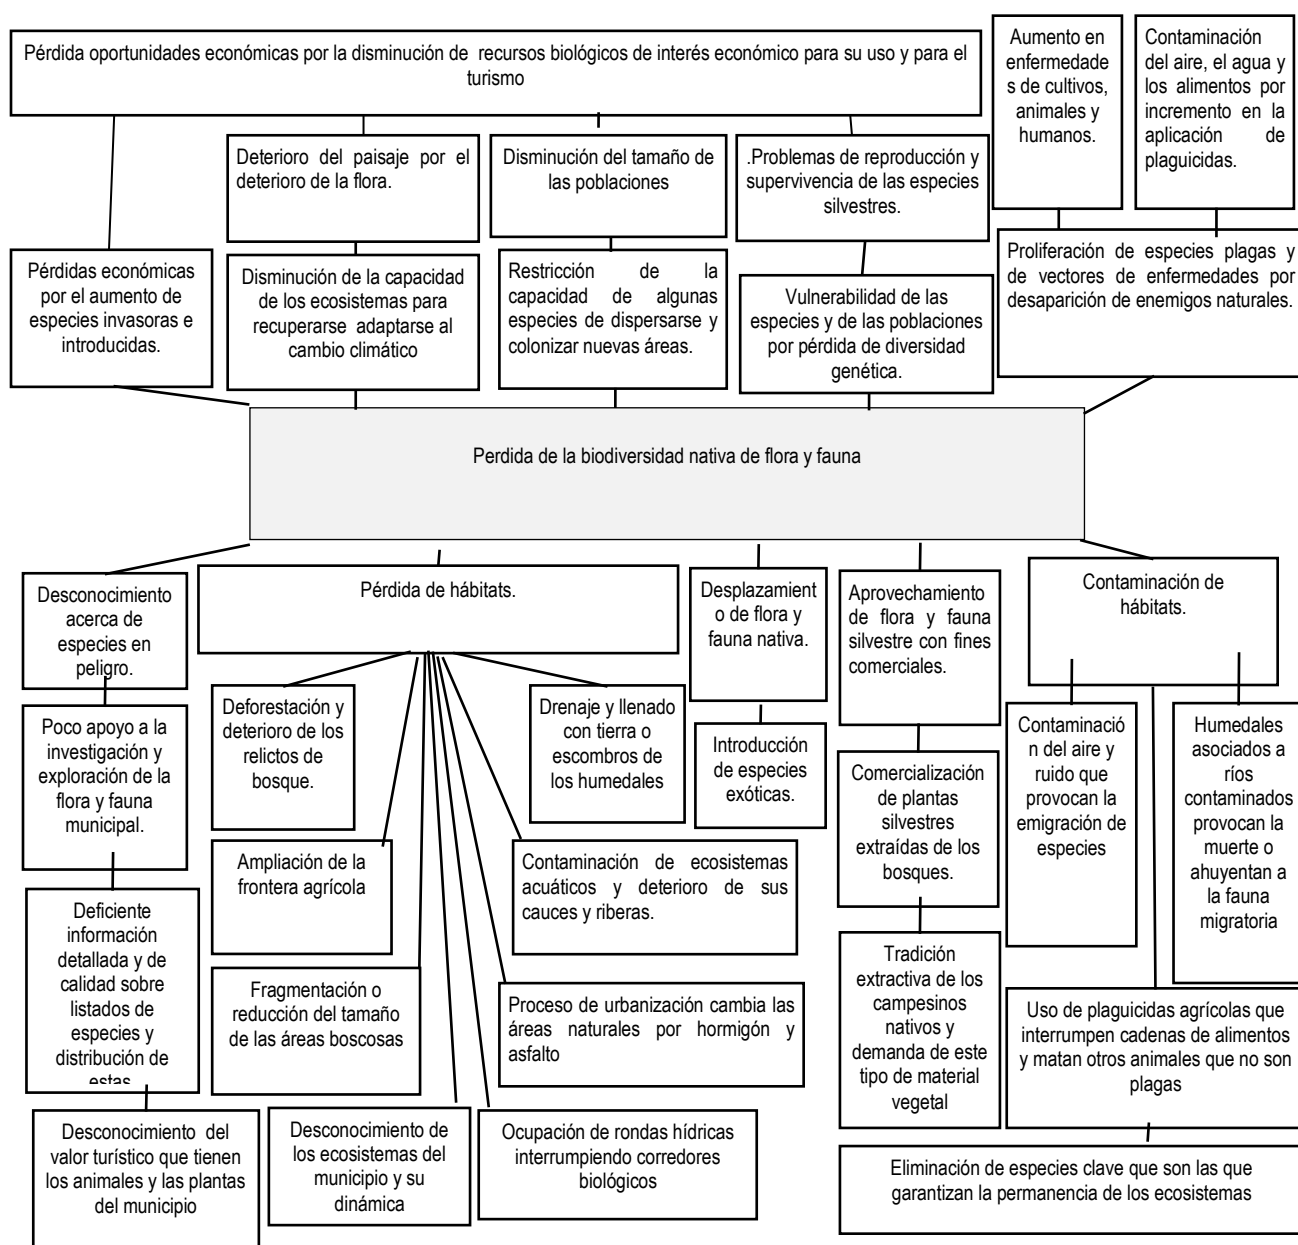 Pérdida oportunidades económicas por la disminución de recursos biológicos de interés económico para su uso y para el
turismo
Aumento en
enfermedade
s de cultivos,
animales y
humanos.
Contaminación
del aire, el agua y
los alimentos por
incremento en la
aplicación de
plaguicidas.
Deterioro del paisaje por el
deterioro de la flora.
Disminución del tamaño de
las poblaciones
.Problemas de reproducción y
supervivencia de las especies
silvestres.
Pérdidas económicas
por el aumento de
especies invasoras e
introducidas.
Disminución de la capacidad
de los ecosistemas para
recuperarse adaptarse al
cambio climático
Restricción de la
capacidad de algunas
especies de dispersarse y
colonizar nuevas áreas.
Vulnerabilidad de las
especies y de las poblaciones
por pérdida de diversidad
genética.
Proliferación de especies plagas y
de vectores de enfermedades por
desaparición de enemigos naturales.
Perdida de la biodiversidad nativa de flora y fauna
Desconocimiento
acerca de
especies en
peligro.
Pérdida de hábitats.
Desplazamient
o de flora y
fauna nativa.
Aprovechamiento
de flora y fauna
silvestre con fines
comerciales.
Contaminación de
hábitats.
Poco apoyo a la
investigación y
exploración de la
flora y fauna
municipal.
Deforestación y
deterioro de los
relictos de
bosque.
Drenaje y llenado
con tierra o
escombros de
los humedales
Introducción
de especies
exóticas.
Comercialización
de plantas
silvestres
extraídas de los
bosques.
Contaminació
n del aire y
ruido que
provocan la
emigración de
especies
Humedales
asociados a
ríos
contaminados
provocan la
muerte o
ahuyentan a
la fauna
migratoria
Ampliación de la
frontera agrícola
Contaminación de ecosistemas
acuáticos y deterioro de sus
cauces y riberas.
Deficiente
información
detallada y de
calidad sobre
listados de
especies y
distribución de
estas
Fragmentación o
reducción del tamaño
de las áreas boscosas
Proceso de urbanización cambia las
áreas naturales por hormigón y
asfalto
Tradición
extractiva de los
campesinos
nativos y
demanda de este
tipo de material
vegetal
Uso de plaguicidas agrícolas que
interrumpen cadenas de alimentos
y matan otros animales que no son
plagas
Desconocimiento del
valor turístico que tienen
los animales y las plantas
del municipio
Desconocimiento de
los ecosistemas del
municipio y su
dinámica
Ocupación de rondas hídricas
interrumpiendo corredores
biológicos
Eliminación de especies clave que son las que
garantizan la permanencia de los ecosistemas